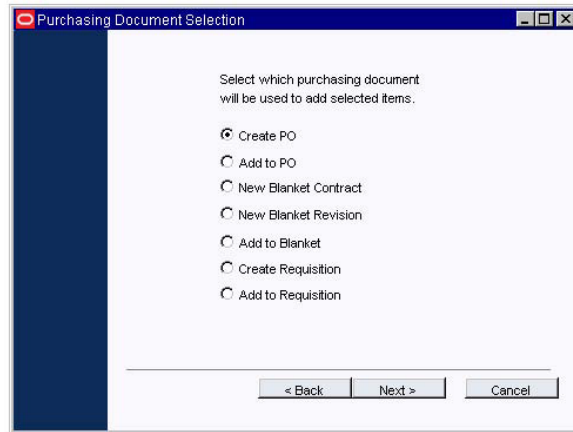 Purchasing Document Selection
Select which purchasing document
will be used to add selected items.
Create PO
Add to PO
New Blanket Contract
New Blanket Revision
Add to Blanket
Create Requisition
Add to Requisition
< Back Next > Cancel